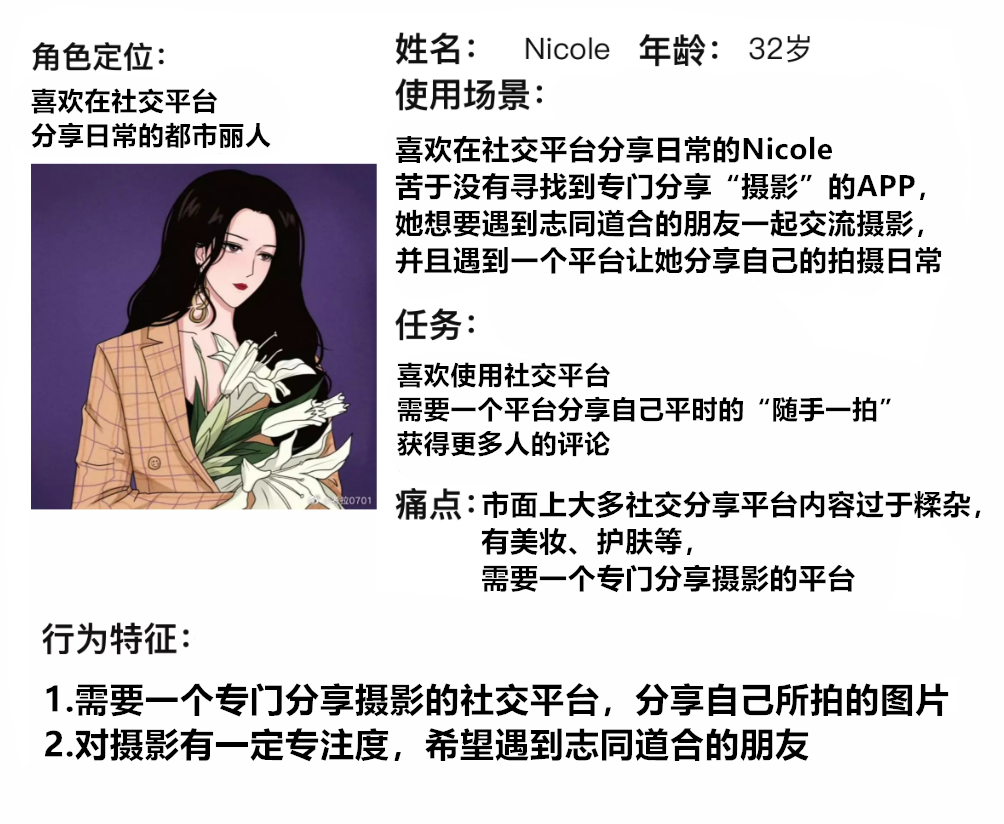 角色定位：
喜欢在社交平台
分享日常的都市丽人
姓名： Nicole 年龄： 32岁
使用场景：
喜欢在社交平台分享日常的Nicole
苦于没有寻找到专门分享“摄影”的APP，
她想要遇到志同道合的朋友一起交流摄影，
并且遇到一个平台让她分享自己的拍摄日常
任务：
喜欢使用社交平台
需要一个平台分享自己平时的“随手一拍”
获得更多人的评论
痛点：市面上大多社交分享平台内容过于糅杂，
有美妆、护肤等，
需要一个专门分享摄影的平台
行为特征：
1.需要一个专门分享摄影的社交平台，分享自己所拍的图片
2.对摄影有一定专注度，希望遇到志同道合的朋友